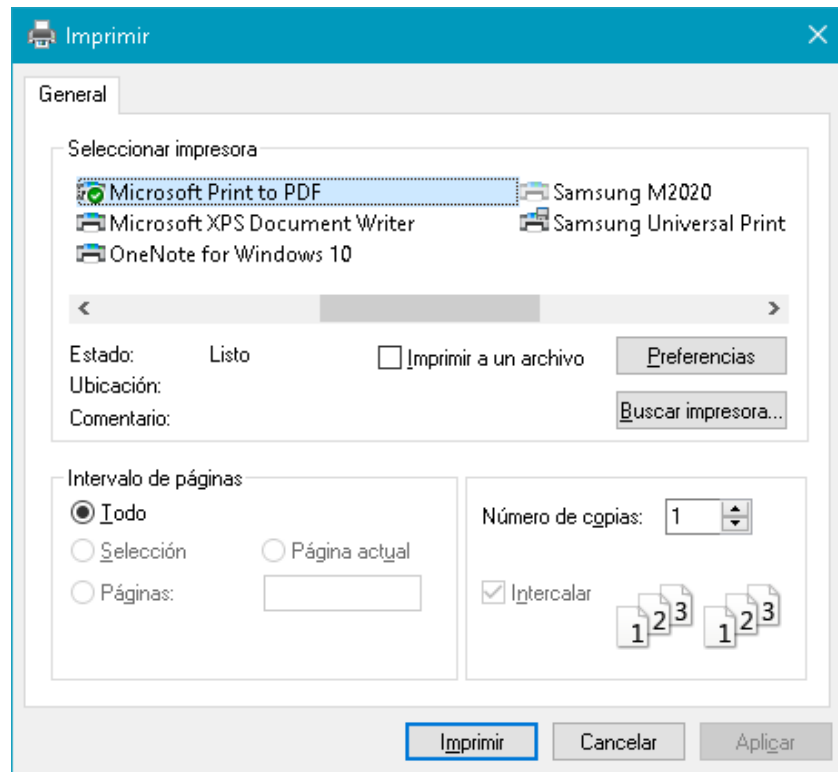 Imprimir
General
Seleccionar impresora
Microsoft Print to PDF
Samsung M2020
Microsoft XPS Document Writer
Samsung Universal Print
OneNote for Windows 10
Estado: Listo
Imprimir a un archivo
Preferencias
Ubicación:
Comentario:
Buscar impresora...
Intervalo de páginas
Todo
Selección
Página actual
Páginas:
Número de copias: 1
Intercalar
1 2 3 1 2 3
Imprimir
Cancelar
Aplicar